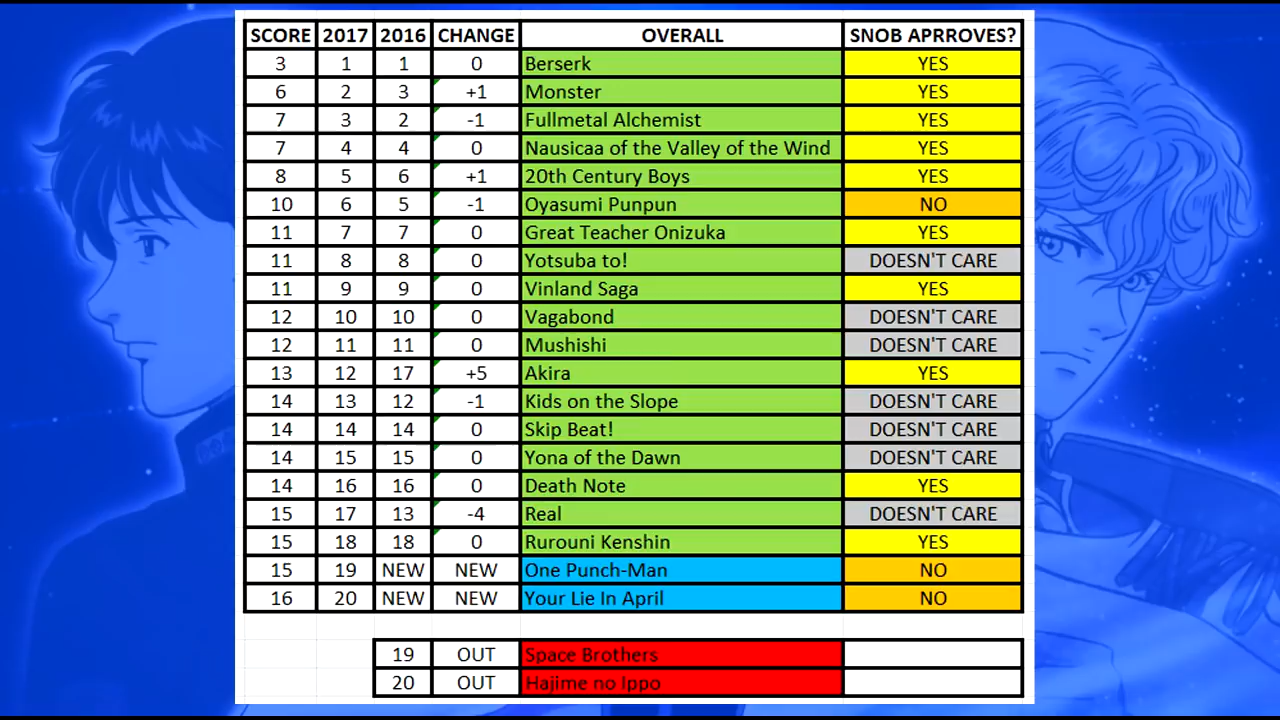 SCORE 2017 2016 CHANGE OVERALL SNOB APRROVES?
3 1 1 0 Berserk YES
6 2 3 +1 Monster YES
7 3 2 -1 Fullmetal Alchemist YES
7 4 4 0 Nausicaa of the Valley of the Wind YES
8 5 6 +1 20th Century Boys YES
10 6 5 -1 Oyasumi Punpun NO
11 7 7 0 Great Teacher Onizuka YES
11 8 8 0 Yotsuba to! DOESN'T CARE
11 9 9 0 Vinland Saga YES
12 10 10 0 Vagabond DOESN'T CARE
12 11 11 0 Mushishi DOESN'T CARE
13 12 17 +5 Akira YES
14 13 12 -1 Kids on the Slope DOESN'T CARE
14 14 14 0 Skip Beat! DOESN'T CARE
14 15 15 0 Yona of the Dawn DOESN'T CARE
14 16 16 0 Death Note YES
15 17 13 -4 Real DOESN'T CARE
15 18 18 0 Rurouni Kenshin YES
15 19 NEW NEW One Punch-Man NO
16 20 NEW NEW Your Lie In April NO
19 OUT Space Brothers
20 OUT Hajime no Ippo